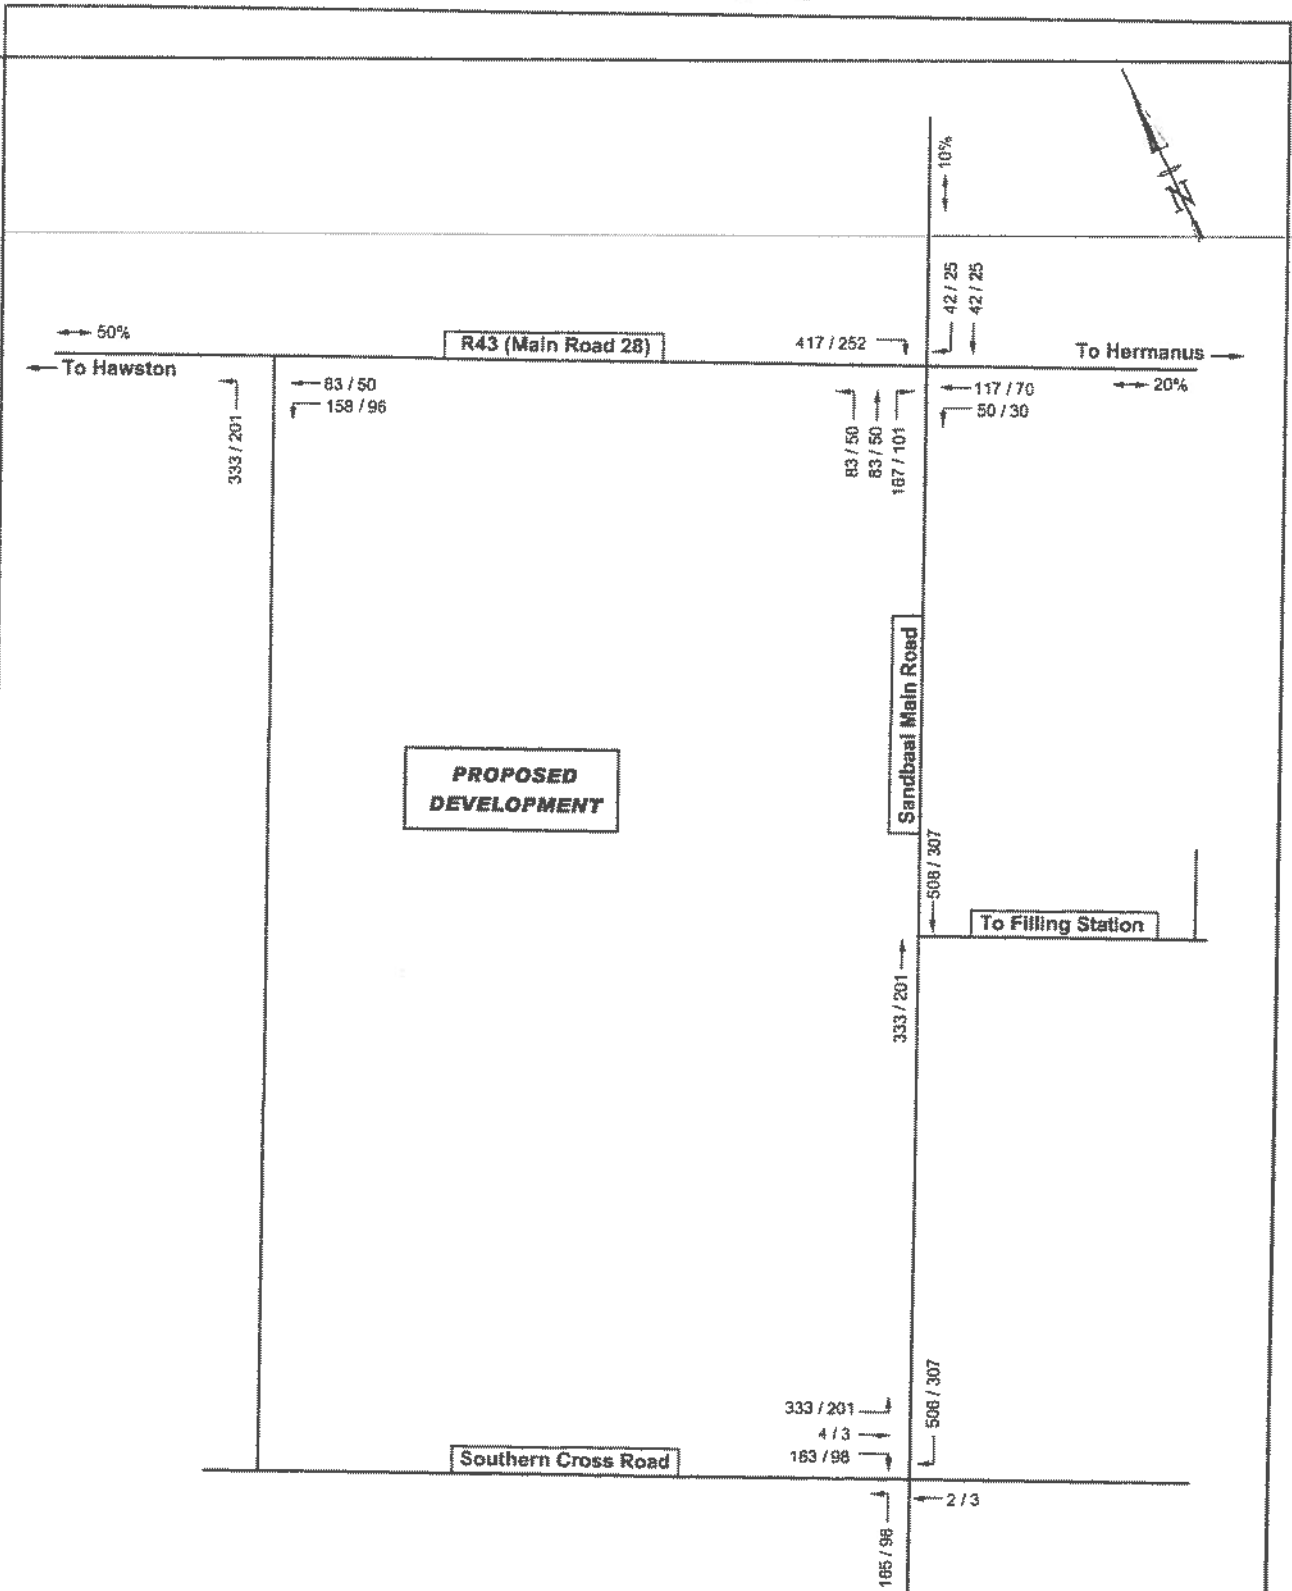 10%
42 / 25
42 / 25
50%
R43 (Main Road 28)
417 / 252
To Hermanus
To Hawston
83 / 50
158 / 96
117 / 70
20%
50 / 30
333 / 201
83 / 50
83 / 50
167 / 101
Sandbaai Main Road
PROPOSED
DEVELOPMENT
508 / 307
To Filling Station
333 / 201
333 / 201
4 / 3
163 / 98
506 / 307
Southern Cross Road
2 / 3
165 / 98
N